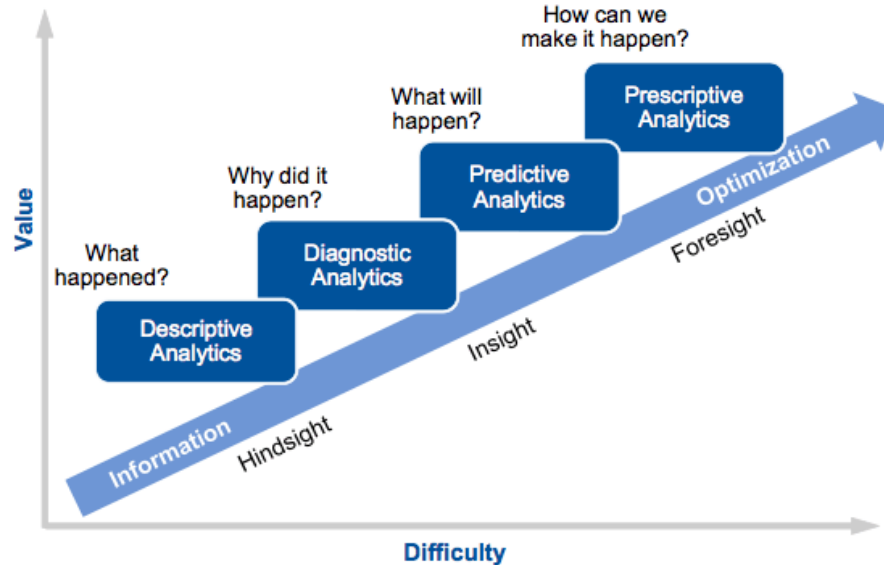 How can we
make it happen?
Prescriptive
Analytics
What will
happen?
Predictive
Analytics
Why did it
happen?
Diagnostic
Analytics
What
happened?
Descriptive
Analytics
Value
Information
Optimization
Hindsight
Insight
Foresight
Difficulty